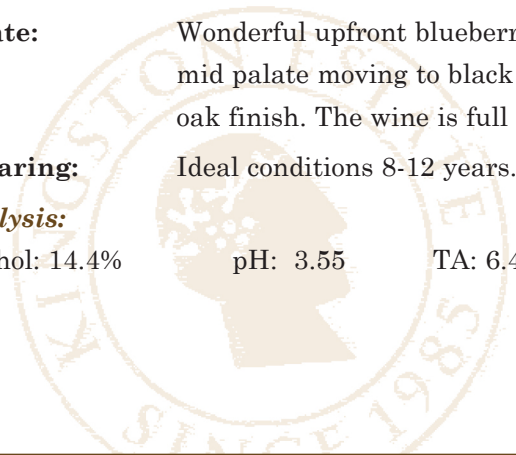 ate: Wonderful upfront blueberr
mid palate moving to black
oak finish. The wine is full
aring: Ideal conditions 8-12 years.
lysis:
hol: 14.4% pH: 3.55 TA: 6.4
KINGSTON ESTATE
SINCE 1985